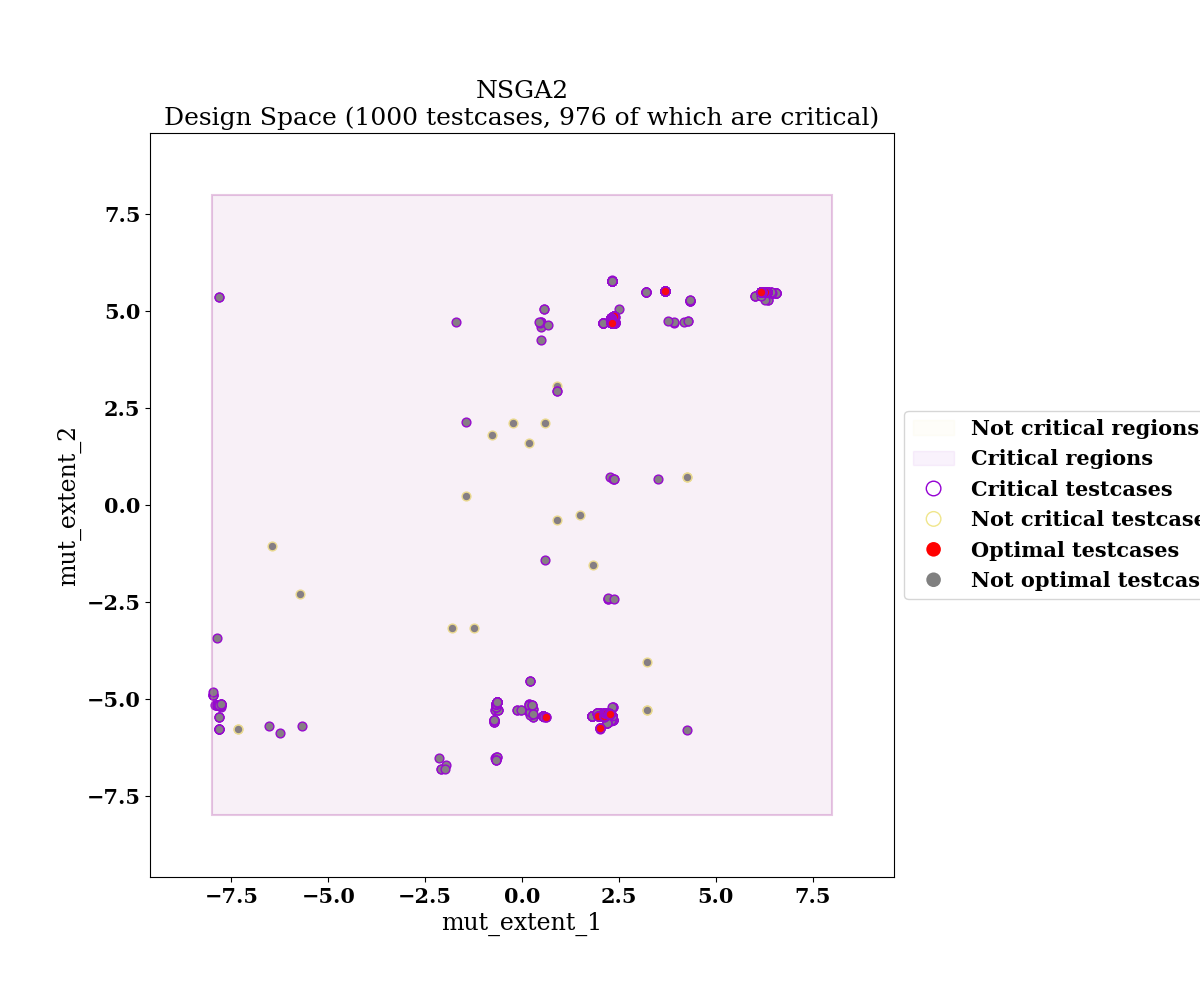 NSGA2
Design Space (1000 testcases, 976 of which are critical)
7.5
5.0
2.5
0.0
−2.5
−5.0
−7.5
mut_extent_2
−7.5
−5.0
−2.5
0.0
2.5
5.0
7.5
mut_extent_1
Not critical regions
Critical regions
Critical testcases
Not critical testcase
Optimal testcases
Not optimal testcas